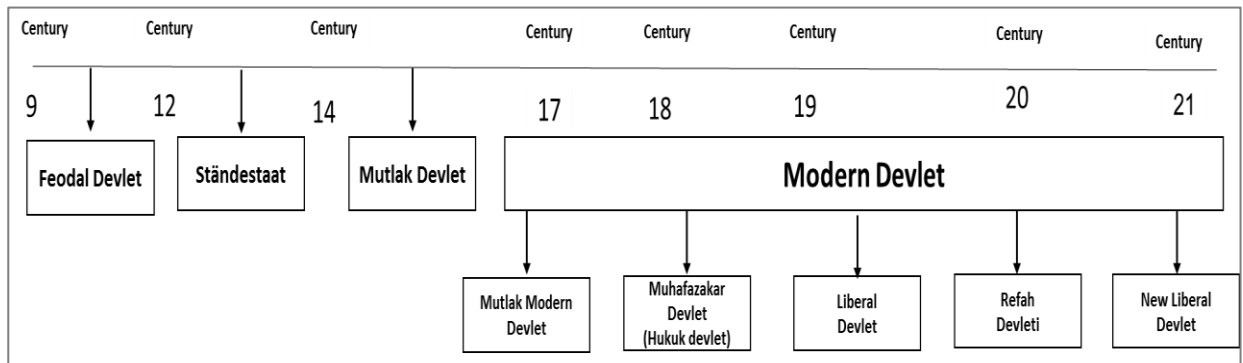 Century Century Century Century Century Century Century Century
9 12 14 17 18 19 20 21
Feodal Devlet Ständestaat Mutlak Devlet Modern Devlet
Mutlak Modern
Devlet
Muhafazakar
Devlet
(Hukuk devlet)
Liberal
Devlet
Refah
Devleti
New Liberal
Devlet